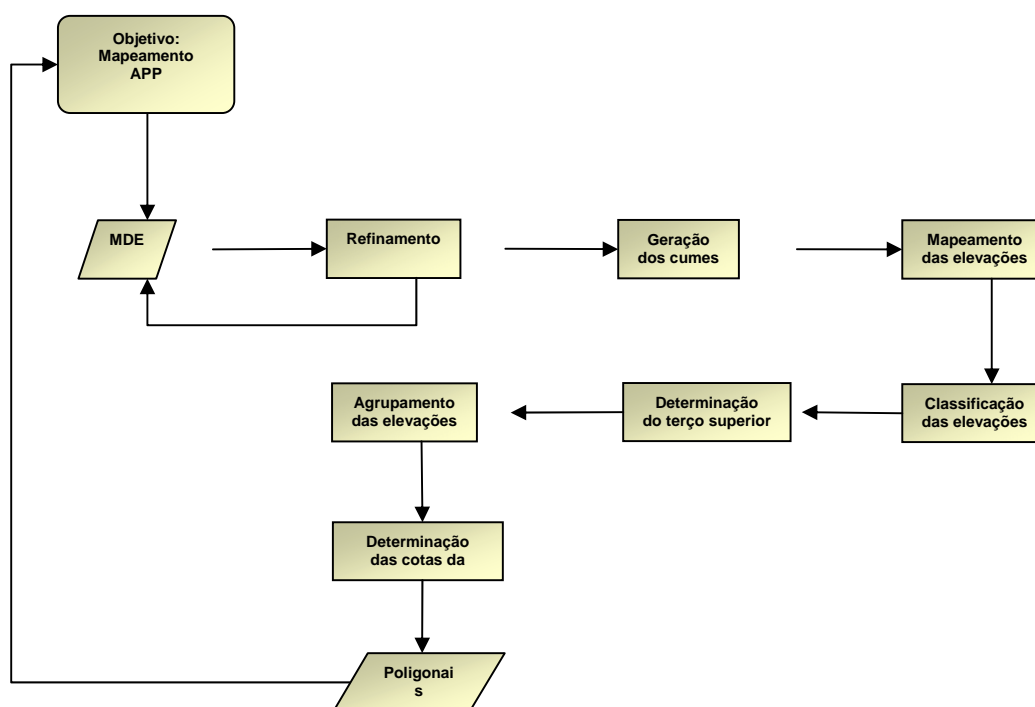 Objetivo:
Mapeamento
APP
MDE
Refinamento
Geração
dos cumes
Mapeamento
das elevações
Agrupamento
das elevações
Determinação
do terço superior
Classificação
das elevações
Determinação
das cotas da
Poligonai
s